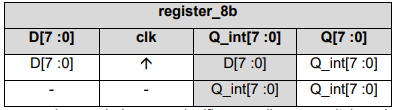 register_8b
D[7 :0] clk Q_int[7 :0] Q[7 :0]
D[7 :0] ↑ D[7 :0] Q_int[7 :0]
- - Q_int[7 :0] Q_int[7 :0]